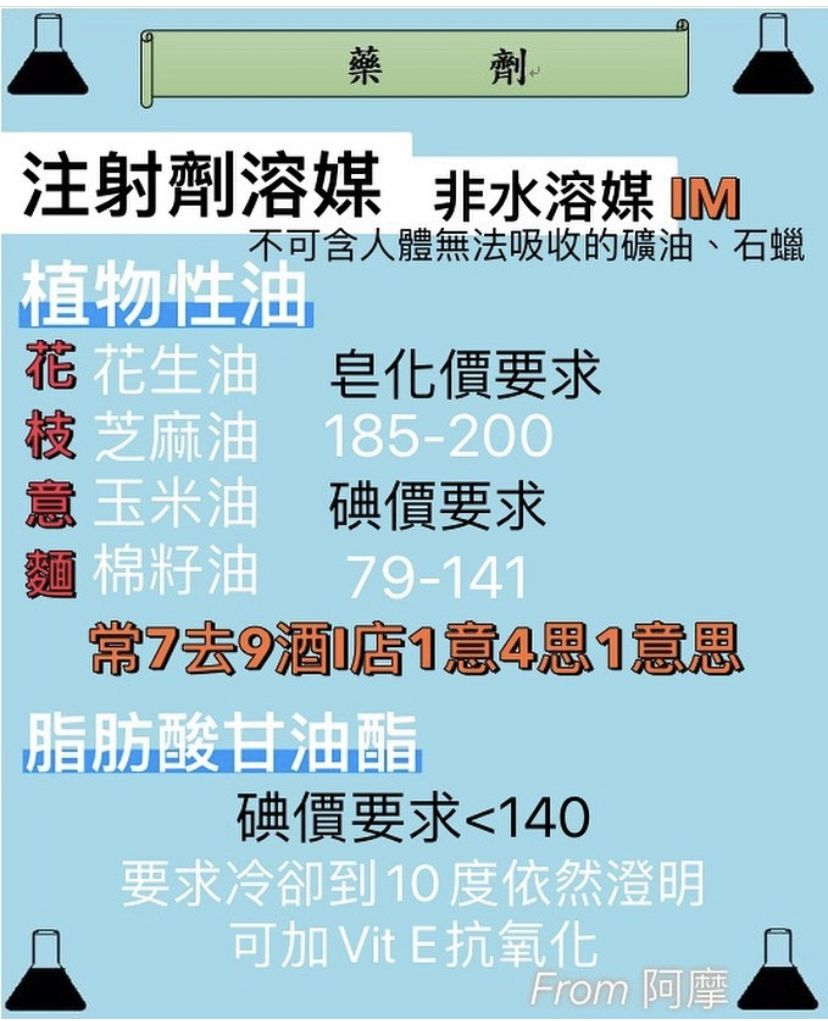 藥 劑
注射劑溶媒 非水溶媒 IM
不可含人體無法吸收的礦油、石蠟
植物性油
花 花生油 皂化價要求
枝 芝麻油 185-200
意 玉米油 碘價要求
麵 棉籽油 79-141
常7去9酒I店1意4思1意思
脂肪酸甘油酯
碘價要求<140
要求冷卻到10度依然澄明
可加Vit E抗氧化
From 阿摩